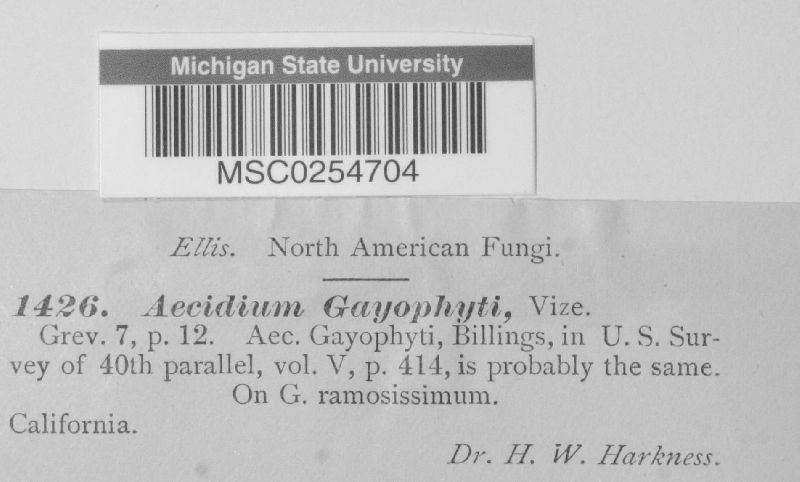 Michigan State University
MSC0254704
Ellis. North American Fungi.
1426. Aecidium Gayophyti, Vize.
Grev. 7, p. 12. Aec. Gayophyti, Billings, in U. S. Sur-
vey of 40th parallel, vol. V, p. 414, is probably the same.
On G. ramosissimum.
California.
Dr. H. W. Harkness.